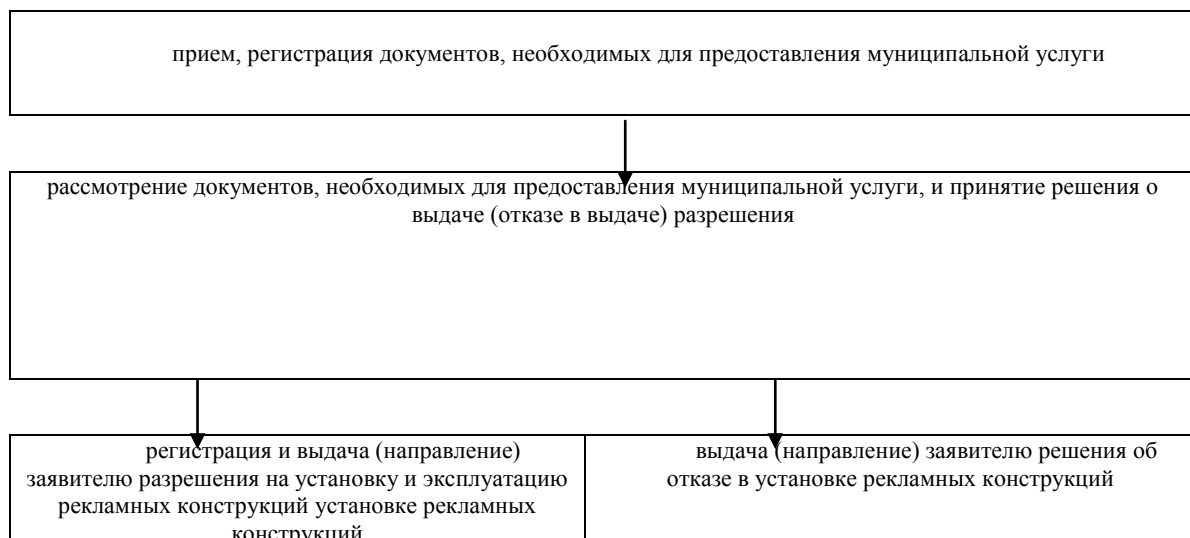 прием, регистрация документов, необходимых для предоставления муниципальной услуги
рассмотрение документов, необходимых для предоставления муниципальной услуги, и принятие решения о
выдаче (отказе в выдаче) разрешения
регистрация и выдача (направление)
заявителю разрешения на установку и эксплуатацию
рекламных конструкций установке рекламных
конструкций
выдача (направление) заявителю решения об
отказе в установке рекламных конструкций